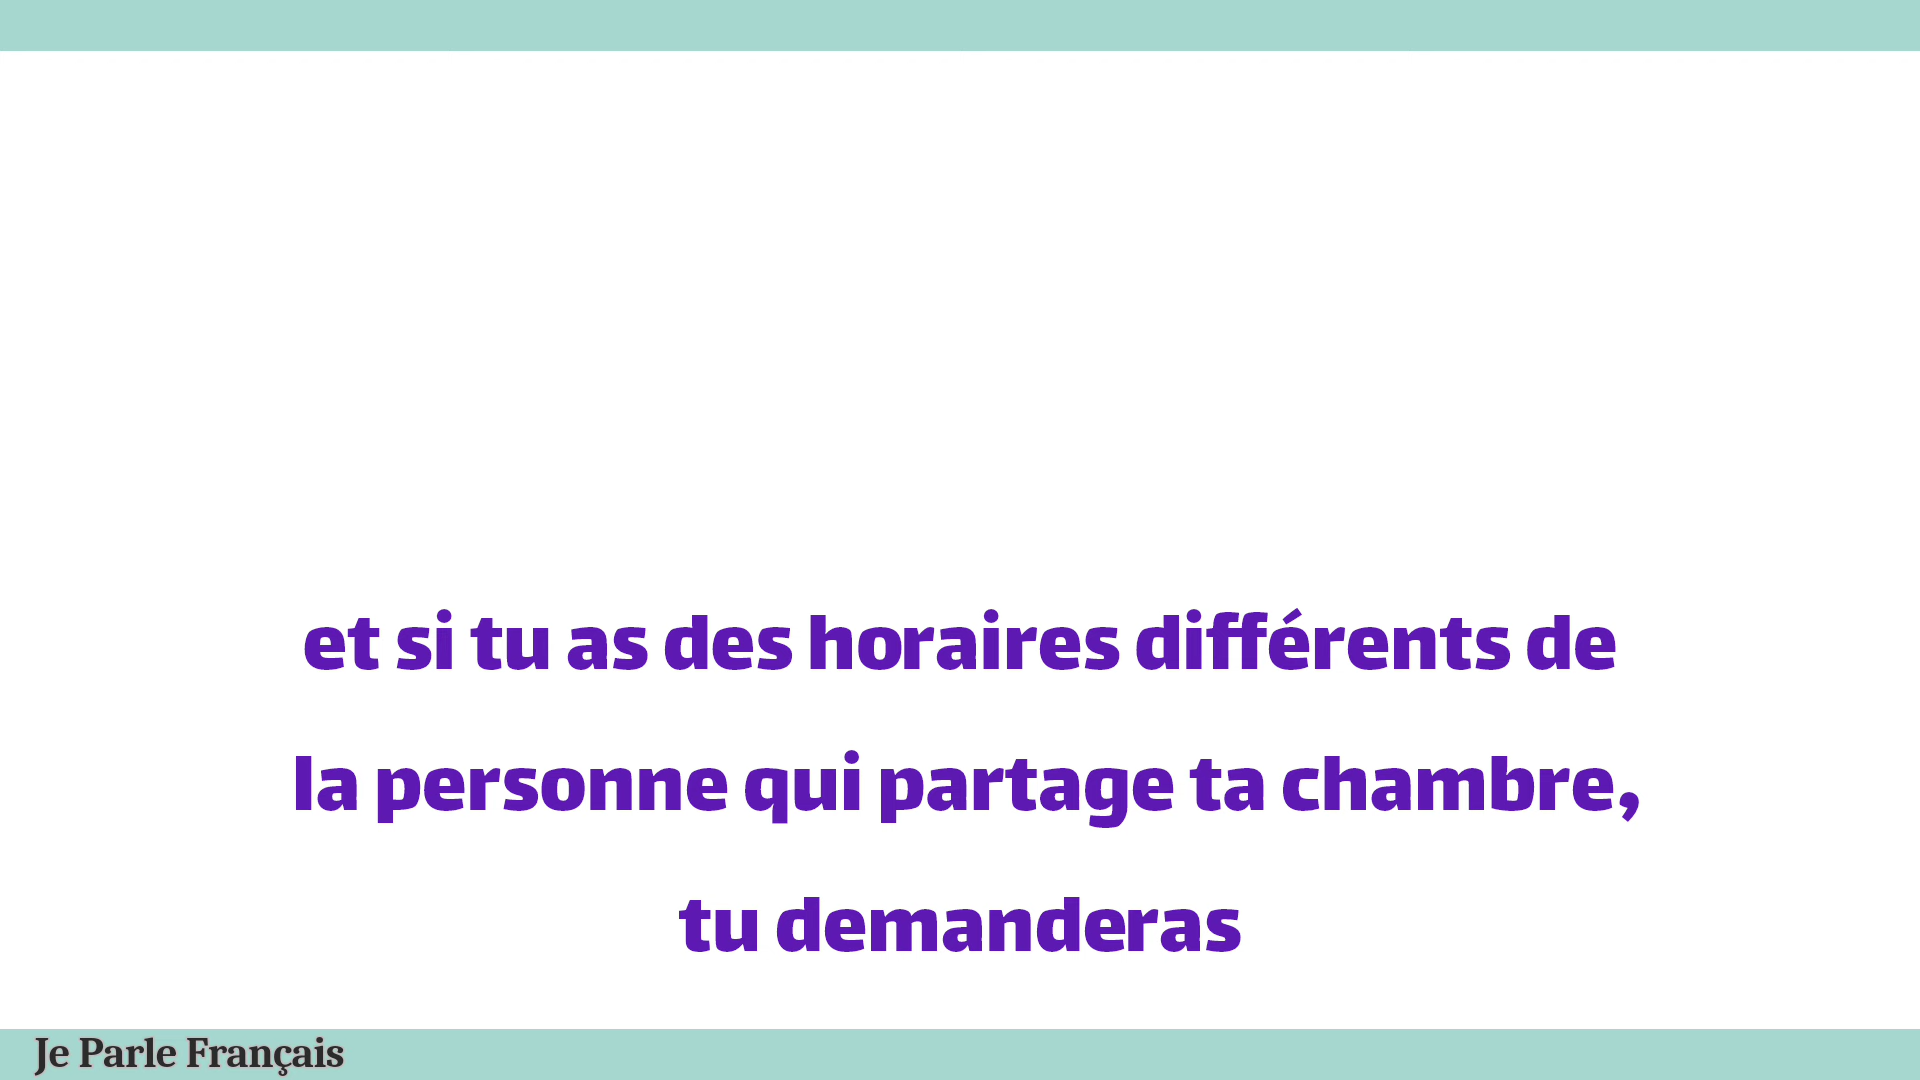 et si tu as des horaires différents de
la personne qui partage ta chambre,
tu demanderas
Je Parle Français